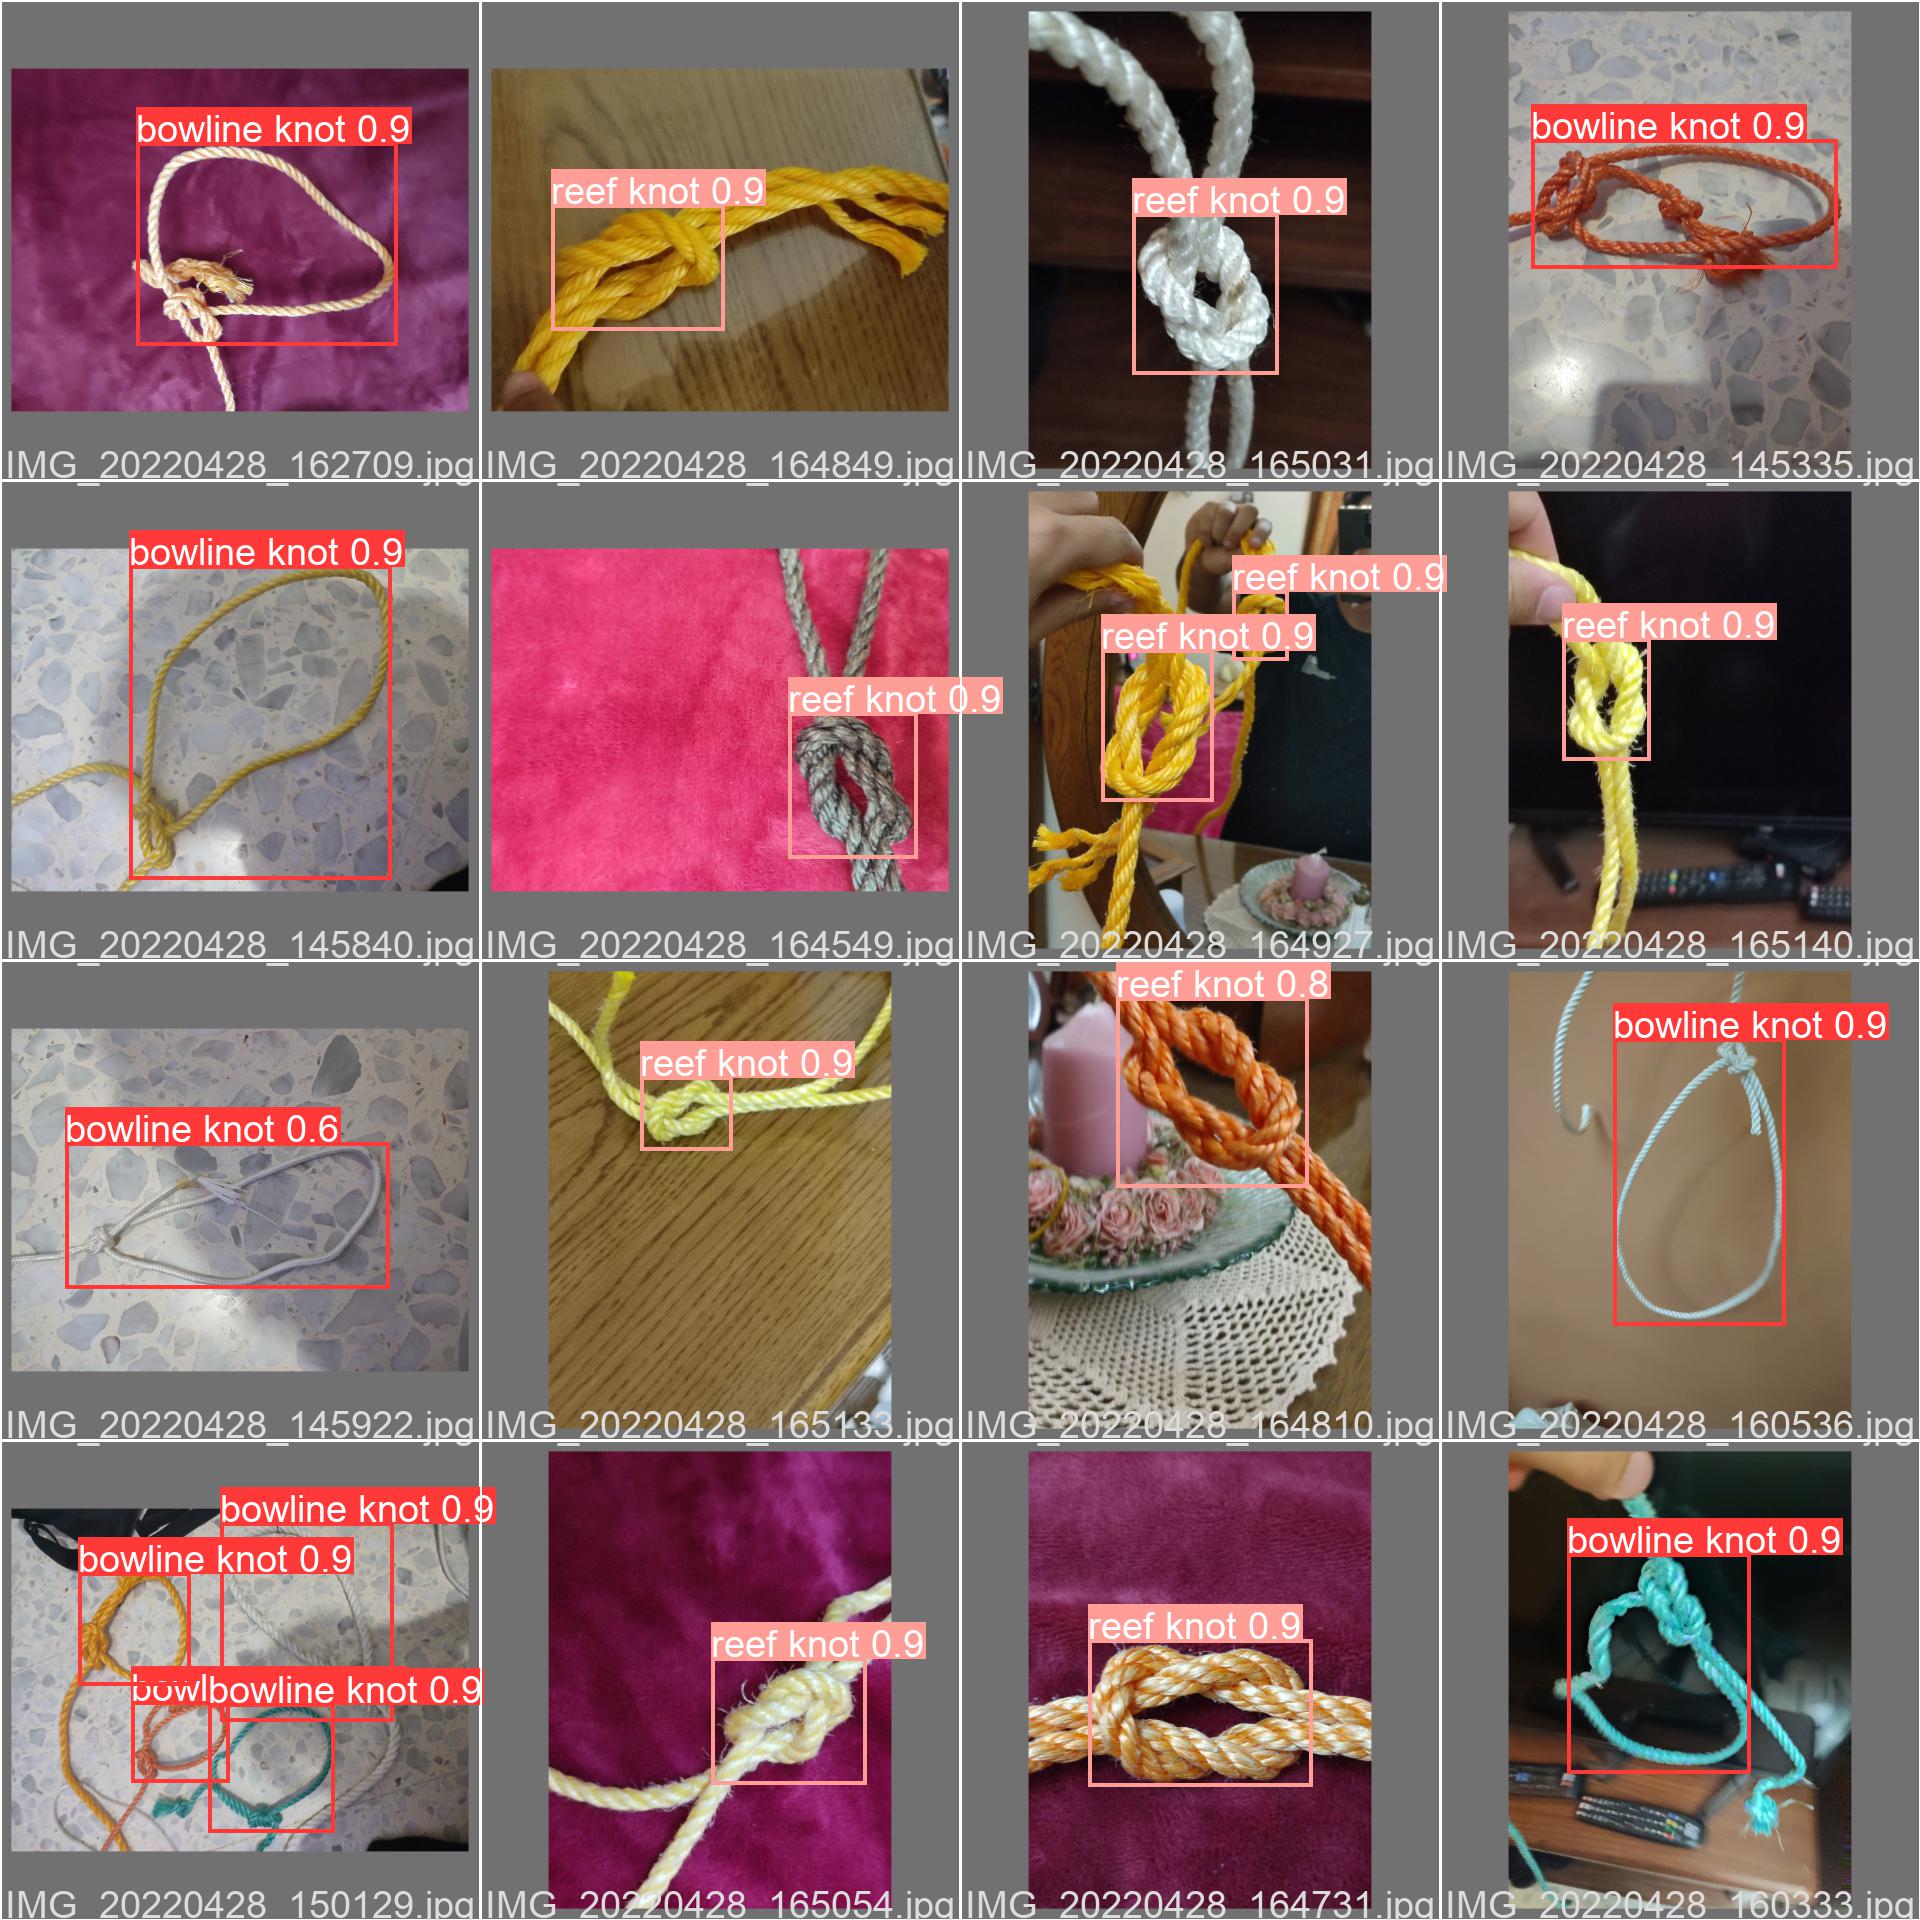 bowline knot 0.9
IMG_20220428_162709.jpg
reef knot 0.9
IMG_20220428_164849.jpg
reef knot 0.9
IMG_20220428_165031.jpg
bowline knot 0.9
IMG_20220428_145335.jpg
bowline knot 0.9
IMG_20220428_145840.jpg
reef knot 0.9
IMG_20220428_164549.jpg
reef knot 0.9
reef knot 0.9
IMG_20220428_164927.jpg
reef knot 0.9
IMG_20220428_165140.jpg
bowline knot 0.6
IMG_20220428_145922.jpg
reef knot 0.9
IMG_20220428_165133.jpg
reef knot 0.8
IMG_20220428_164810.jpg
bowline knot 0.9
IMG_20220428_160536.jpg
bowline knot 0.9
bowline knot 0.9
bowl
bowline knot 0.9
IMG_20220428_150129.jpg
reef knot 0.9
IMG_20220428_165054.jpg
reef knot 0.9
IMG_20220428_164731.jpg
bowline knot 0.9
IMG_20220428_160333.jpg